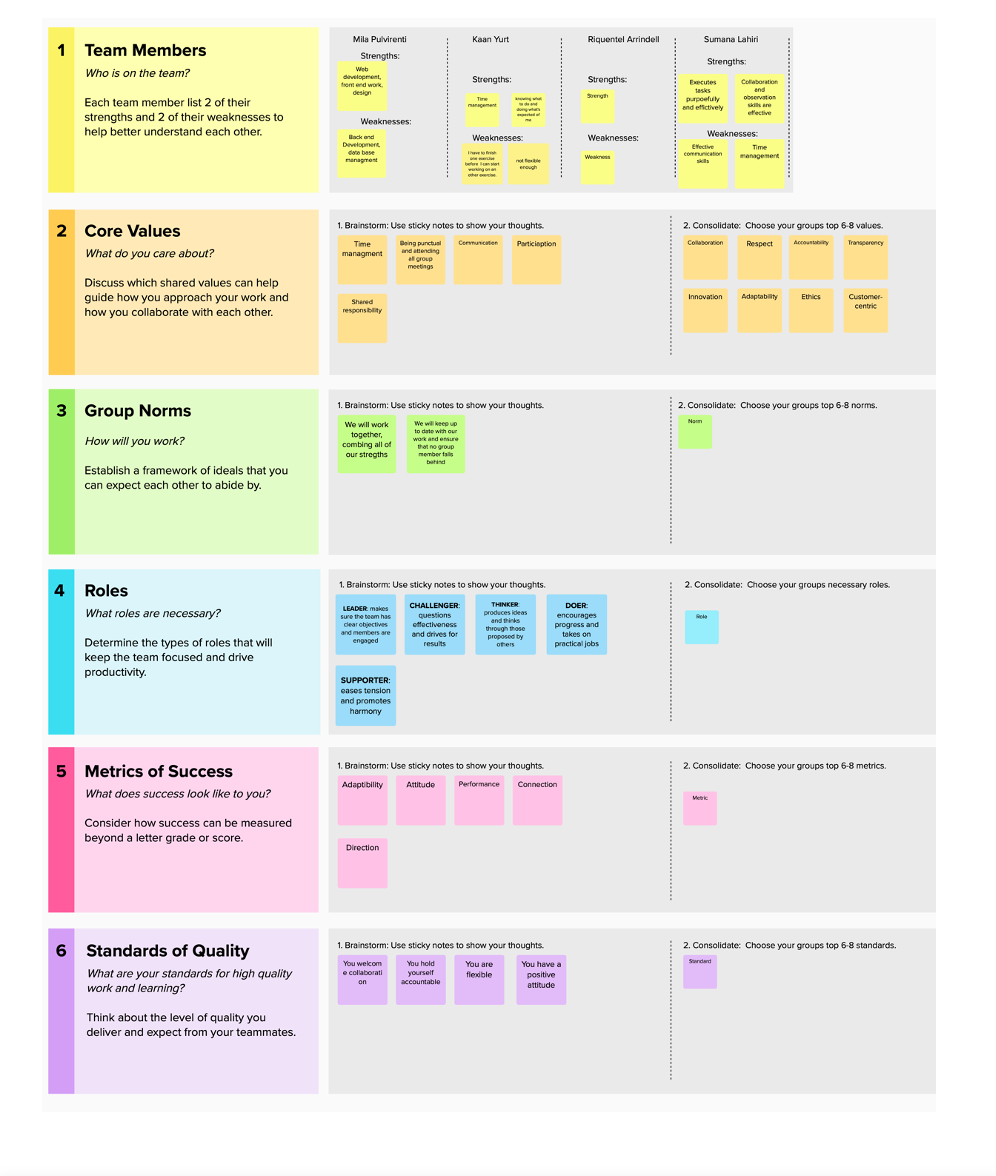 1
Team Members
Who is on the team?
Each team member list 2 of their
strengths and 2 of their weaknesses to
help better understand each other.
Mila Pulvirenti
Strengths:
Web
development,
front end work,
design
Weaknesses:
Back end
Development,
data base
managment
Kaan Yurt
Strengths:
Time
management
knowing what
to do and
doing what's
expected of
me
Weaknesses:
I have to finish
one exercise
before I can start
working on an
other exercise.
not flexible
enough
Riquentel Arrindell
Strengths:
Strength
Weaknesses:
Weakness
Sumana Lahiri
Strengths:
Executes
tasks
purpoefully
and effictively
Collaboration
and
observation
skills are
effective
Weaknesses:
Effective
communication
skills
Time
management
2
Core Values
What do you care about?
Discuss which shared values can help
guide how you approach your work and
how you collaborate with each other.
1. Brainstorm: Use sticky notes to show your thoughts.
Time
managment
Being punctual
and attending
all group
meetings
Communication
Particiaption
Shared
responsibility
2. Consolidate: Choose your groups top 6-8 values.
Collaboration
Respect
Accountability
Transparency
Innovation
Adaptability
Ethics
Customer-
centric
3
Group Norms
How will you work?
Establish a framework of ideals that you
can expect each other to abide by.
1. Brainstorm: Use sticky notes to show your thoughts.
We will work
together,
combing all of
our stregths
We will keep up
to date with our
work and ensure
that no group
member falls
behind
2. Consolidate: Choose your groups top 6-8 norms.
Norm
4
Roles
What roles are necessary?
Determine the types of roles that will
keep the team focused and drive
productivity.
1. Brainstorm: Use sticky notes to show your thoughts.
LEADER: makes
sure the team has
clear objectives
and members are
engaged
CHALLENGER:
questions
effectiveness
and drives for
results
THINKER:
produces ideas
and thinks
through those
proposed by
others
DOER:
encourages
progress and
takes on
practical jobs
SUPPORTER:
eases tension
and promotes
harmony
2. Consolidate: Choose your groups necessary roles.
Role
5
Metrics of Success
What does success look like to you?
Consider how success can be measured
beyond a letter grade or score.
1. Brainstorm: Use sticky notes to show your thoughts.
Adaptibility
Attitude
Performance
Connection
Direction
2. Consolidate: Choose your groups top 6-8 metrics.
Metric
6
Standards of Quality
What are your standards for high quality
work and learning?
Think about the level of quality you
deliver and expect from your teammates.
1. Brainstorm: Use sticky notes to show your thoughts.
You welcom
e collaborati
on
You hold
yourself
accountable
You are
flexible
You have a
positive
attitude
2. Consolidate: Choose your groups top 6-8 standards.
Standard